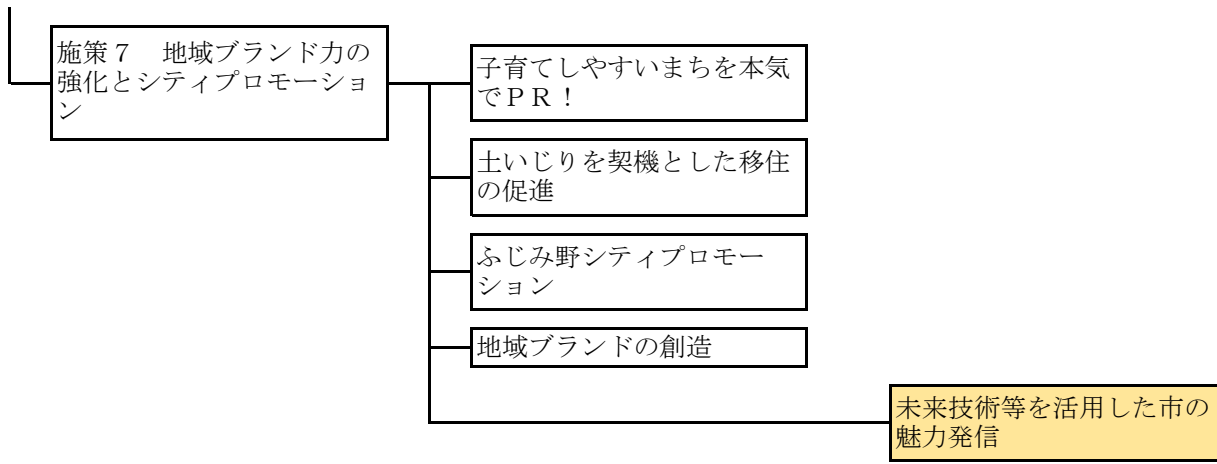 施策７　地域ブランド力の
強化とシティプロモーショ
ン
子育てしやすいまちを本気
でＰＲ！
土いじりを契機とした移住
の促進
ふじみ野シティプロモー
ション
地域ブランドの創造
未来技術等を活用した市の
魅力発信